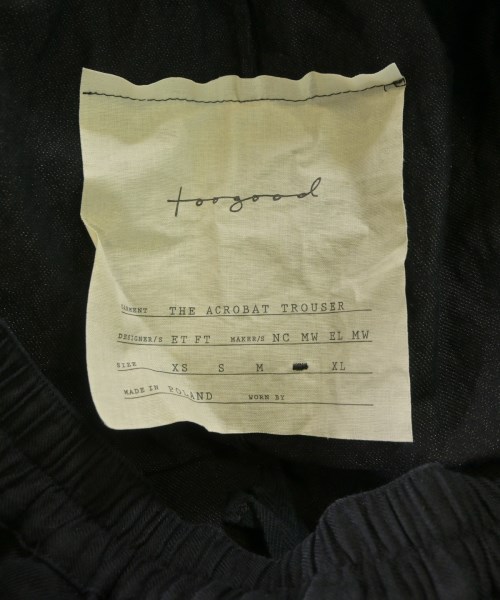 toogood
GARMENT THE ACROBAT TROUSER
DESIGNER/S ET FT MAKER/S NC MW EL MW
SIZE XS S M XL
MADE IN POLAND WORN BY